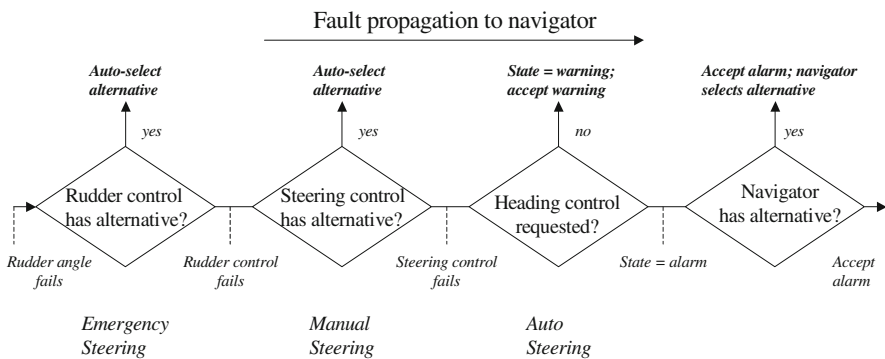 Fault propagation to navigator
Auto-select
alternative
Auto-select
alternative
State = warning;
accept warning
Accept alarm; navigator
selects alternative
yes
yes
no
yes
Rudder control
has alternative?
Steering control
has alternative?
Heading control
requested?
Navigator
has alternative?
Rudder angle
fails
Rudder control
fails
Steering control
fails
State = alarm
Accept
alarm
Emergency
Steering
Manual
Steering
Auto
Steering